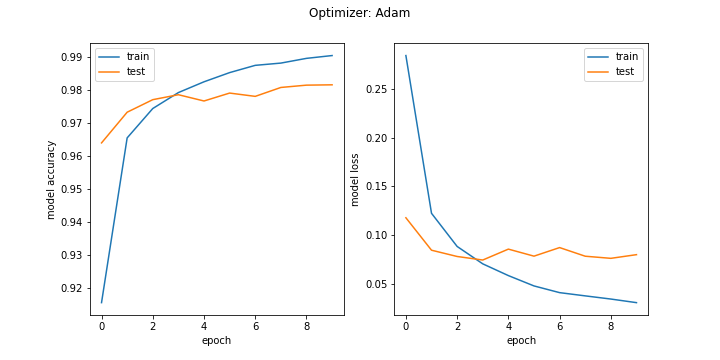 Optimizer: Adam
model accuracy
0.99
0.98
0.97
0.96
0.95
0.94
0.93
0.92
0 2 4 6 8
epoch
train
test
model loss
0.25
0.20
0.15
0.10
0.05
0 2 4 6 8
epoch
train
test